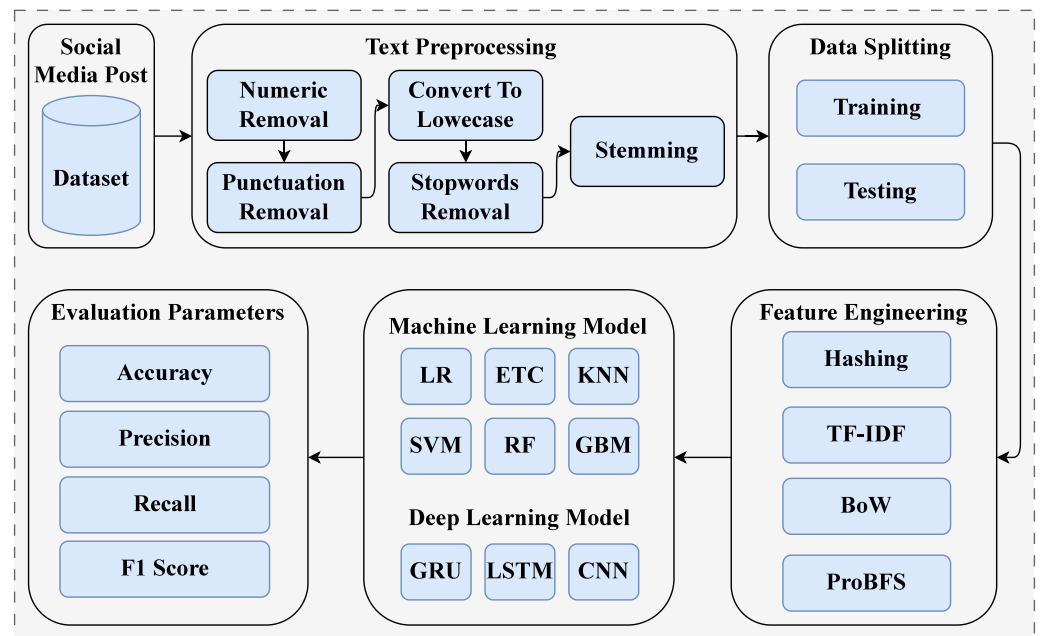 Social
Media Post
Dataset
Text Preprocessing
Numeric
Removal
Punctuation
Removal
Convert To
Lowecase
Stopwords
Removal
Stemming
Data Splitting
Training
Testing
Evaluation Parameters
Accuracy
Precision
Recall
F1 Score
Machine Learning Model
LR
ETC
KNN
SVM
RF
GBM
Deep Learning Model
GRU
LSTM
CNN
Feature Engineering
Hashing
TF-IDF
BoW
ProBFS